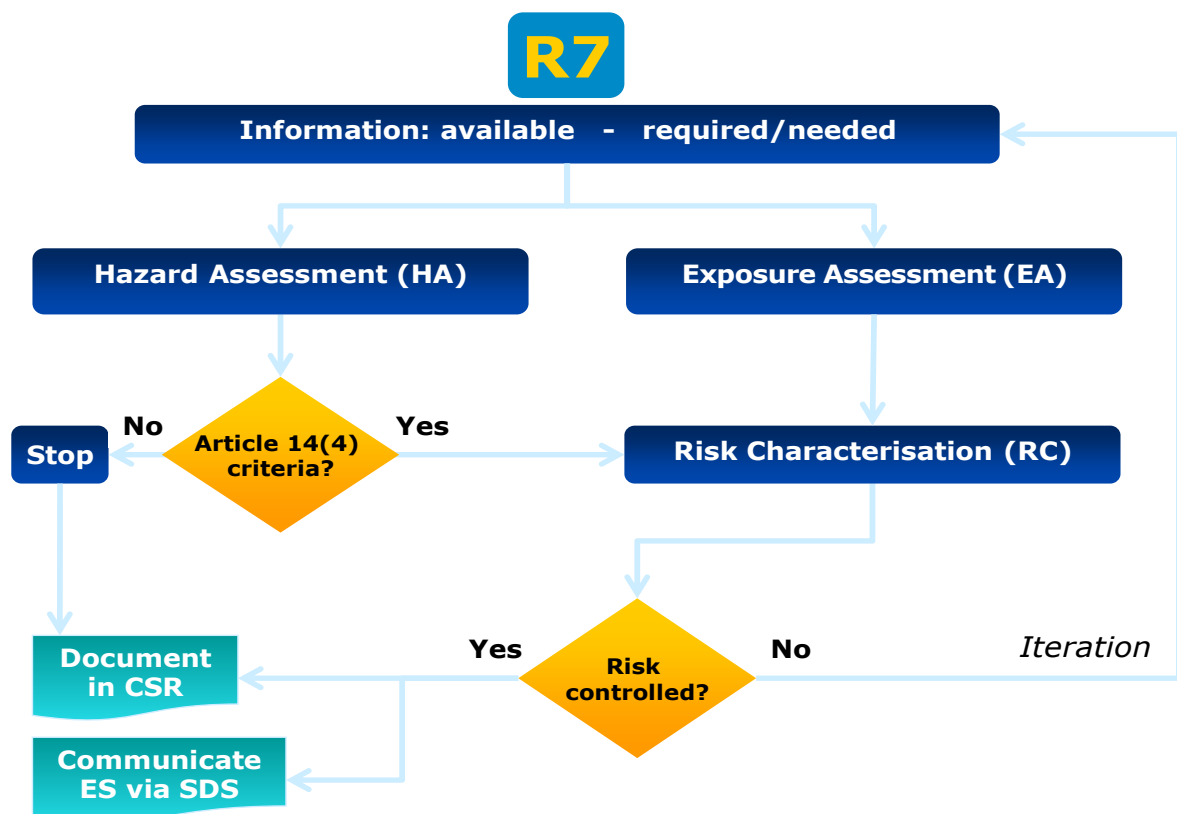 R7
Information: available - required/needed
Hazard Assessment (HA)
Exposure Assessment (EA)
No
Yes
Stop
Article 14(4)
criteria?
Risk Characterisation (RC)
Yes
No
Iteration
Document
in CSR
Risk
controlled?
Communicate
ES via SDS